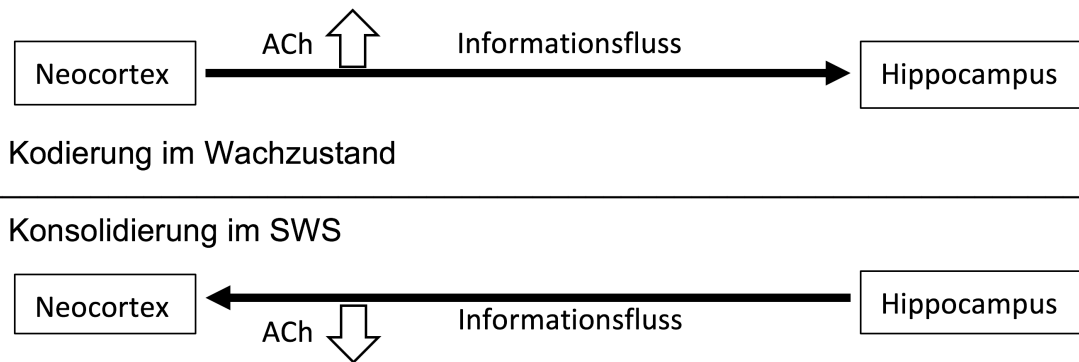 ACh Informationsfluss
Neocortex Hippocampus
Kodierung im Wachzustand
Konsolidierung im SWS
Neocortex Hippocampus
ACh Informationsfluss